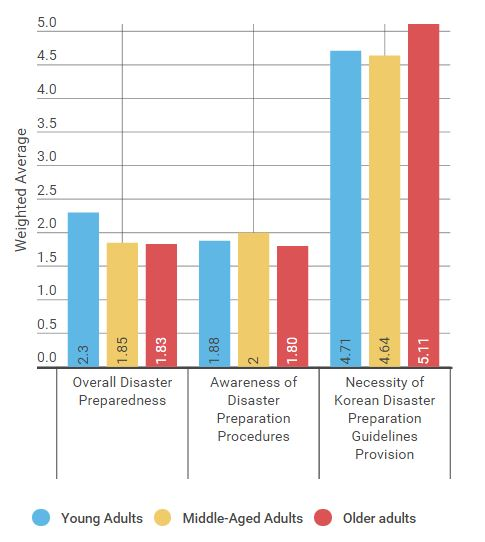 5.0
4.5
4.0
3.5
3.0
2.5
2.0
1.5
1.0
0.5
0.0
Weighted Average
2.3
1.85
1.83
1.88
2
1.80
4.71
4.64
5.11
Overall Disaster
Preparedness
Awareness of
Disaster
Preparation
Procedures
Necessity of
Korean Disaster
Preparation
Guidelines
Provision
Young Adults
Middle-Aged Adults
Older adults